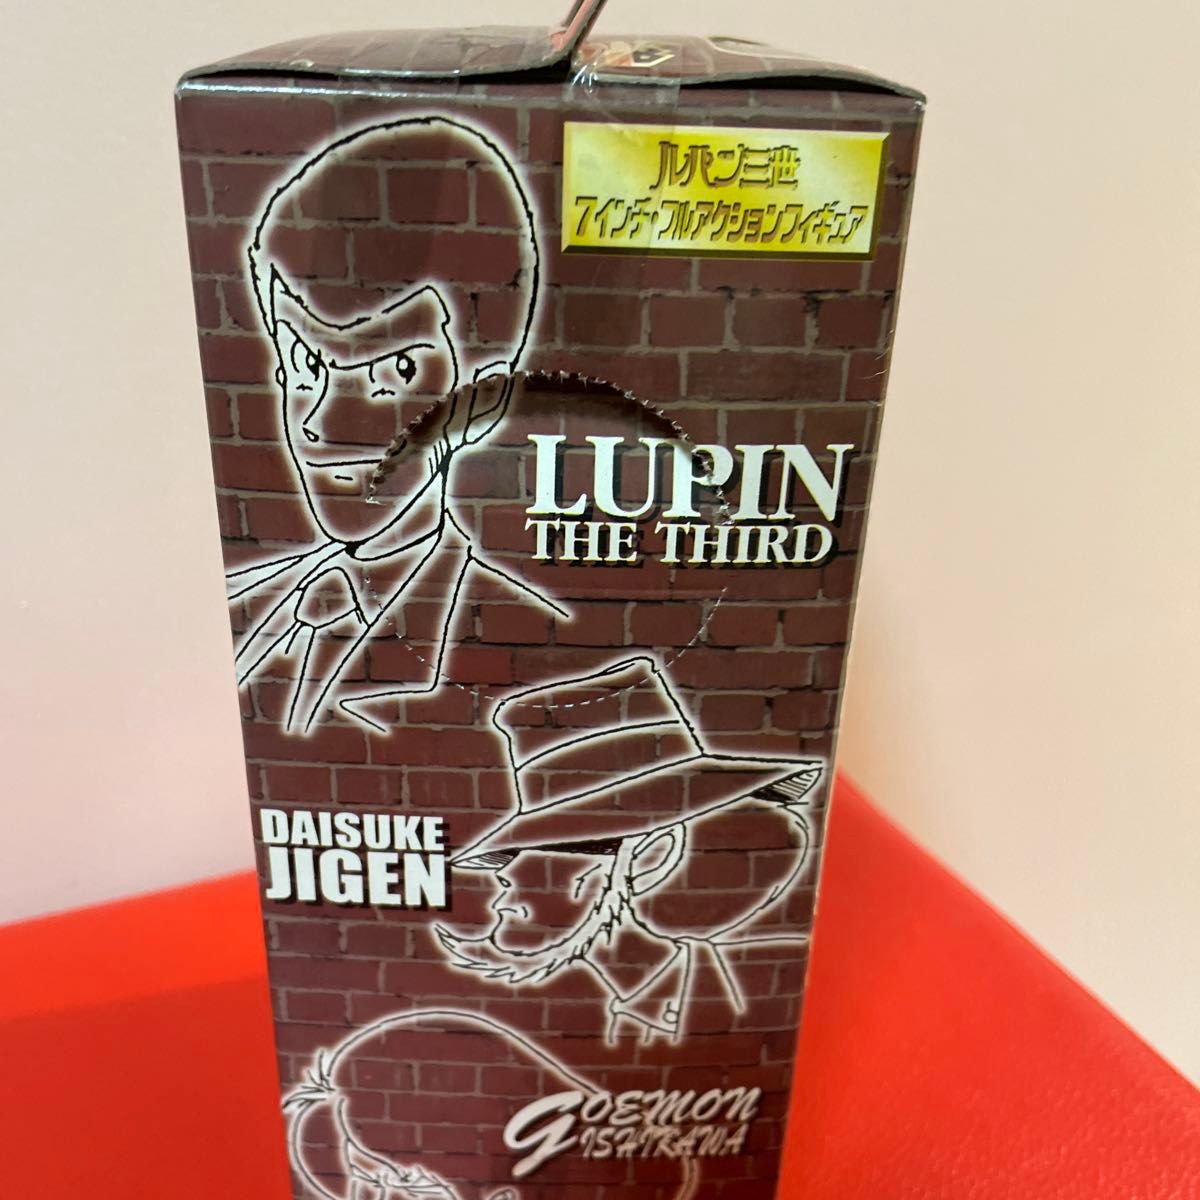 ルパン三世
7インチ・フルアクションフィギュア
LUPIN
THE THIRD
DAISUKE
JIGEN
GOEMON
ISHIKAWA